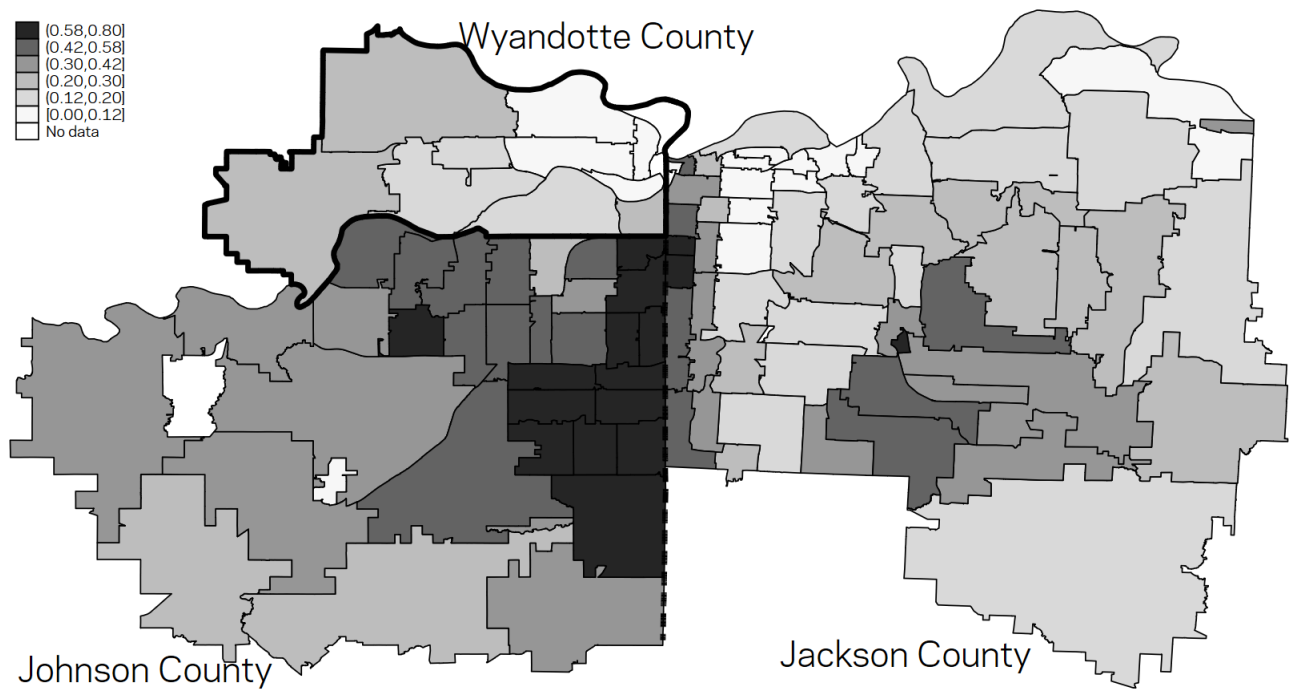 Wyandotte County
(0.58,0.80]
(0.42,0.58]
(0.30,0.42]
(0.20,0.30]
(0.12,0.20]
[0.00,0.12]
No data
Johnson County
Jackson County